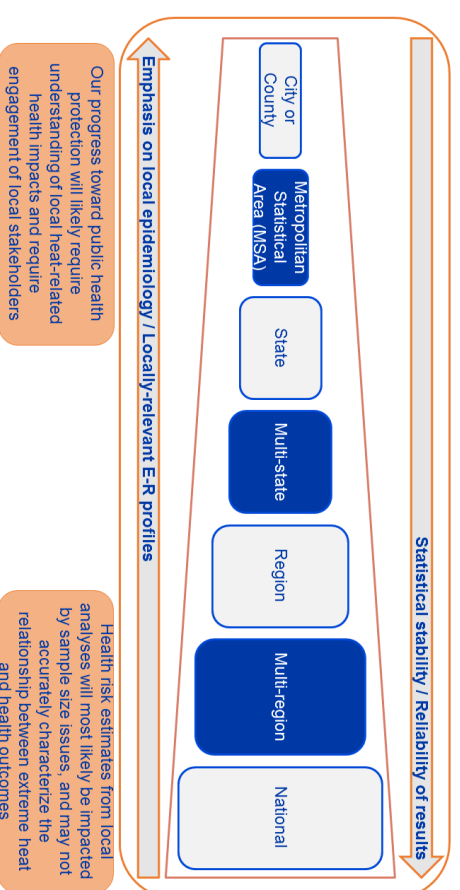 Statistical stability / Reliability of results
City or
County
Metropolitan
Statistical
Area (MSA)
State
Multi-state
Region
Multi-region
National
Emphasis on local epidemiology / Locally-relevant E-R profiles
Our progress toward public health
protection will likely require
understanding of local heat-related
health impacts and require
engagement of local stakeholders
Health risk estimates from local
analyses will most likely be impacted
by sample size issues, and may not
accurately characterize the
relationship between extreme heat
and health outcomes